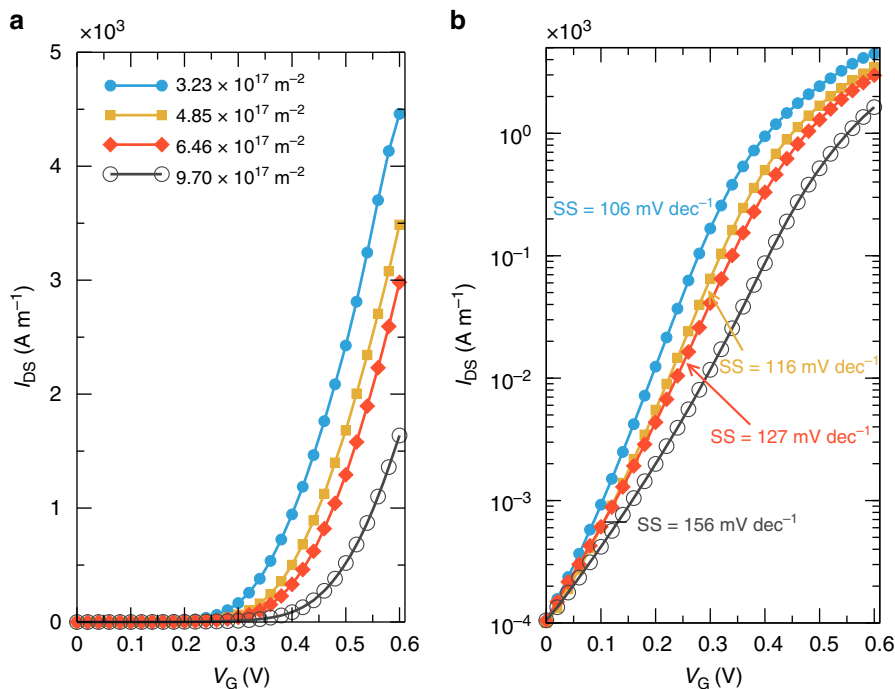 a
×10³
5
4
3
2
1
0
0
0.1
0.2
0.3
0.4
0.5
0.6
I_DS (A m⁻¹)
V_G (V)
3.23 × 10¹⁷ m⁻²
4.85 × 10¹⁷ m⁻²
6.46 × 10¹⁷ m⁻²
9.70 × 10¹⁷ m⁻²
b
×10³
10⁰
10⁻¹
10⁻²
10⁻³
10⁻⁴
0
0.1
0.2
0.3
0.4
0.5
0.6
I_DS (A m⁻¹)
V_G (V)
SS = 106 mV dec⁻¹
SS = 116 mV dec⁻¹
SS = 127 mV dec⁻¹
SS = 156 mV dec⁻¹